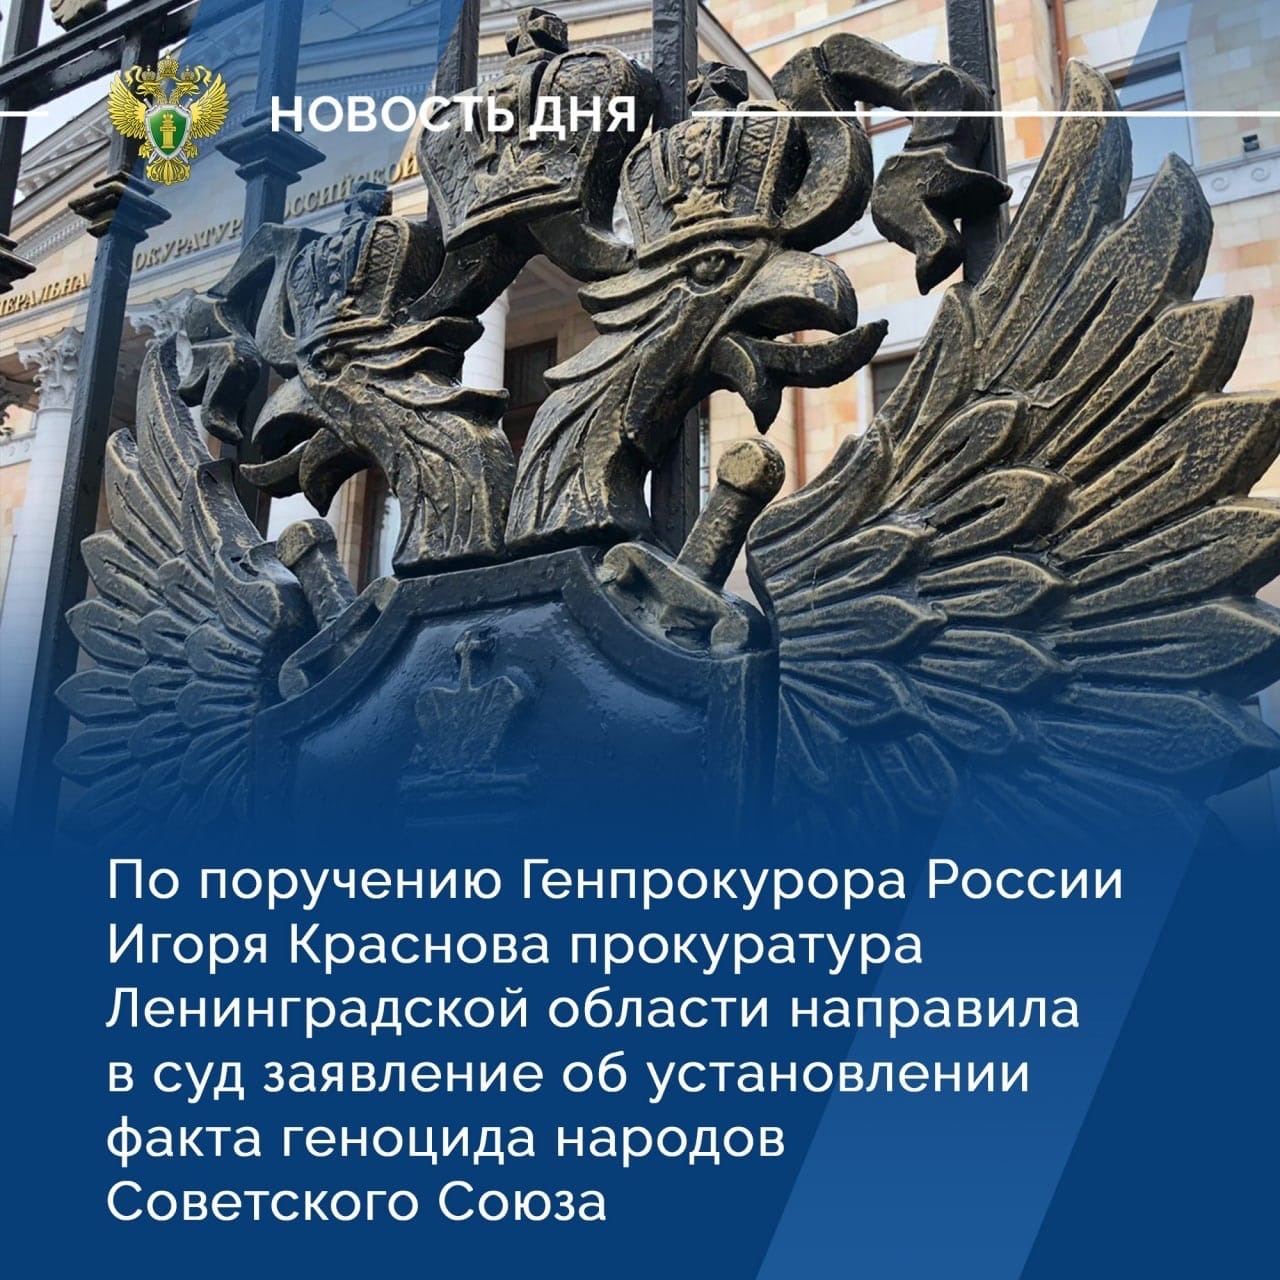 НОВОСТЬ ДНЯ
РОССИЙСКОЙ
По поручению Генпрокурора России
Игоря Краснова прокуратура
Ленинградской области направила
в суд заявление об установлении
факта геноцида народов
Советского Союза